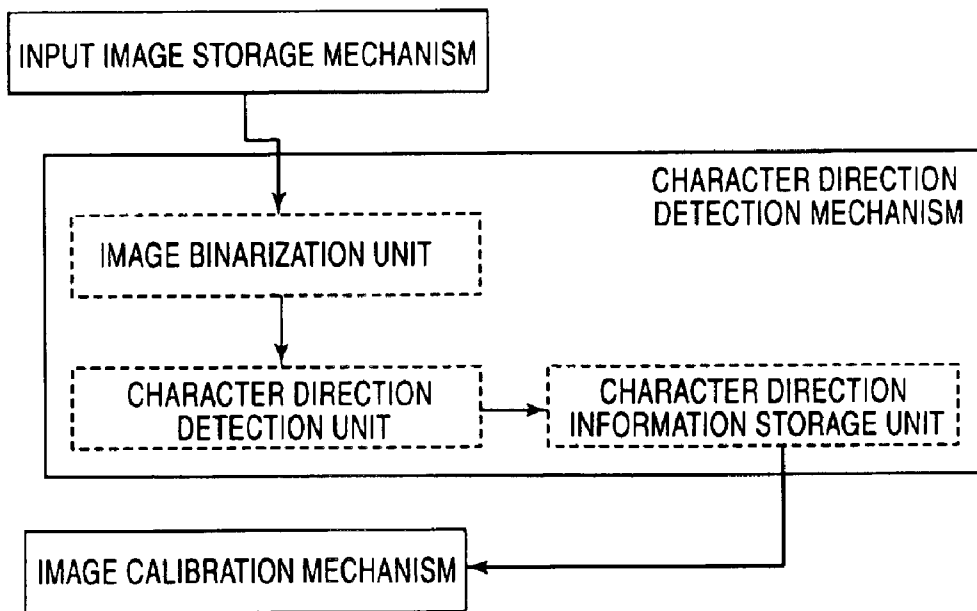 INPUT IMAGE STORAGE MECHANISM
CHARACTER DIRECTION
DETECTION MECHANISM
IMAGE BINARIZATION UNIT
CHARACTER DIRECTION
DETECTION UNIT
CHARACTER DIRECTION
INFORMATION STORAGE UNIT
IMAGE CALIBRATION MECHANISM